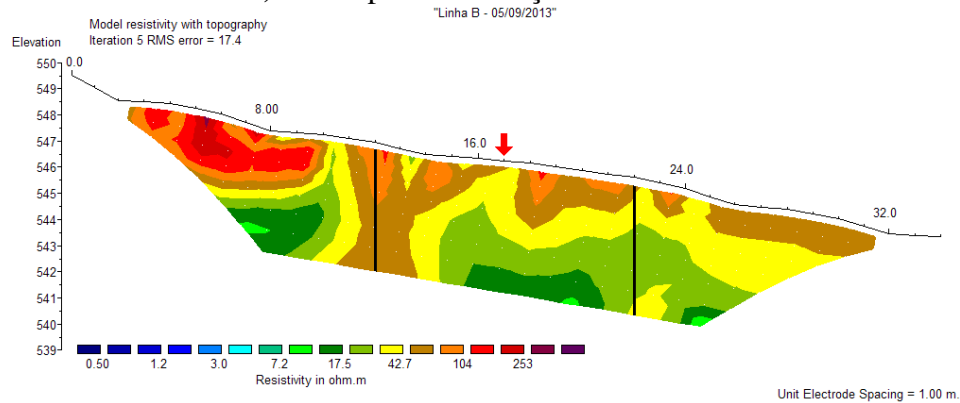 "Linha B - 05/09/2013"
Model resistivity with topography
Iteration 5 RMS error = 17.4
Elevation
550
0.0
549
548
8.00
547
16.0
546
24.0
545
544
32.0
543
542
541
540
539
0.50 1.2 3.0 7.2 17.5 42.7 104 253
Resistivity in ohm.m
Unit Electrode Spacing = 1.00 m.